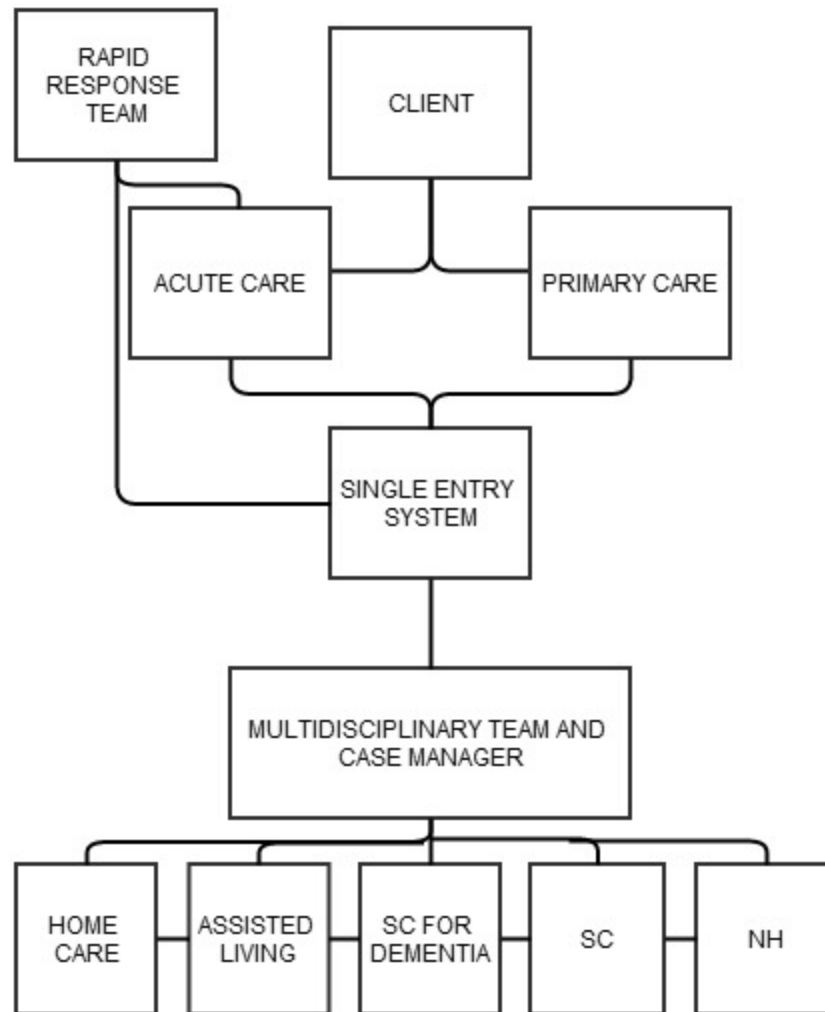 RAPID
RESPONSE
TEAM
CLIENT
ACUTE CARE
PRIMARY CARE
SINGLE ENTRY
SYSTEM
MULTIDISCIPLINARY TEAM AND
CASE MANAGER
HOME
CARE
ASSISTED
LIVING
SC FOR
DEMENTIA
SC
NH